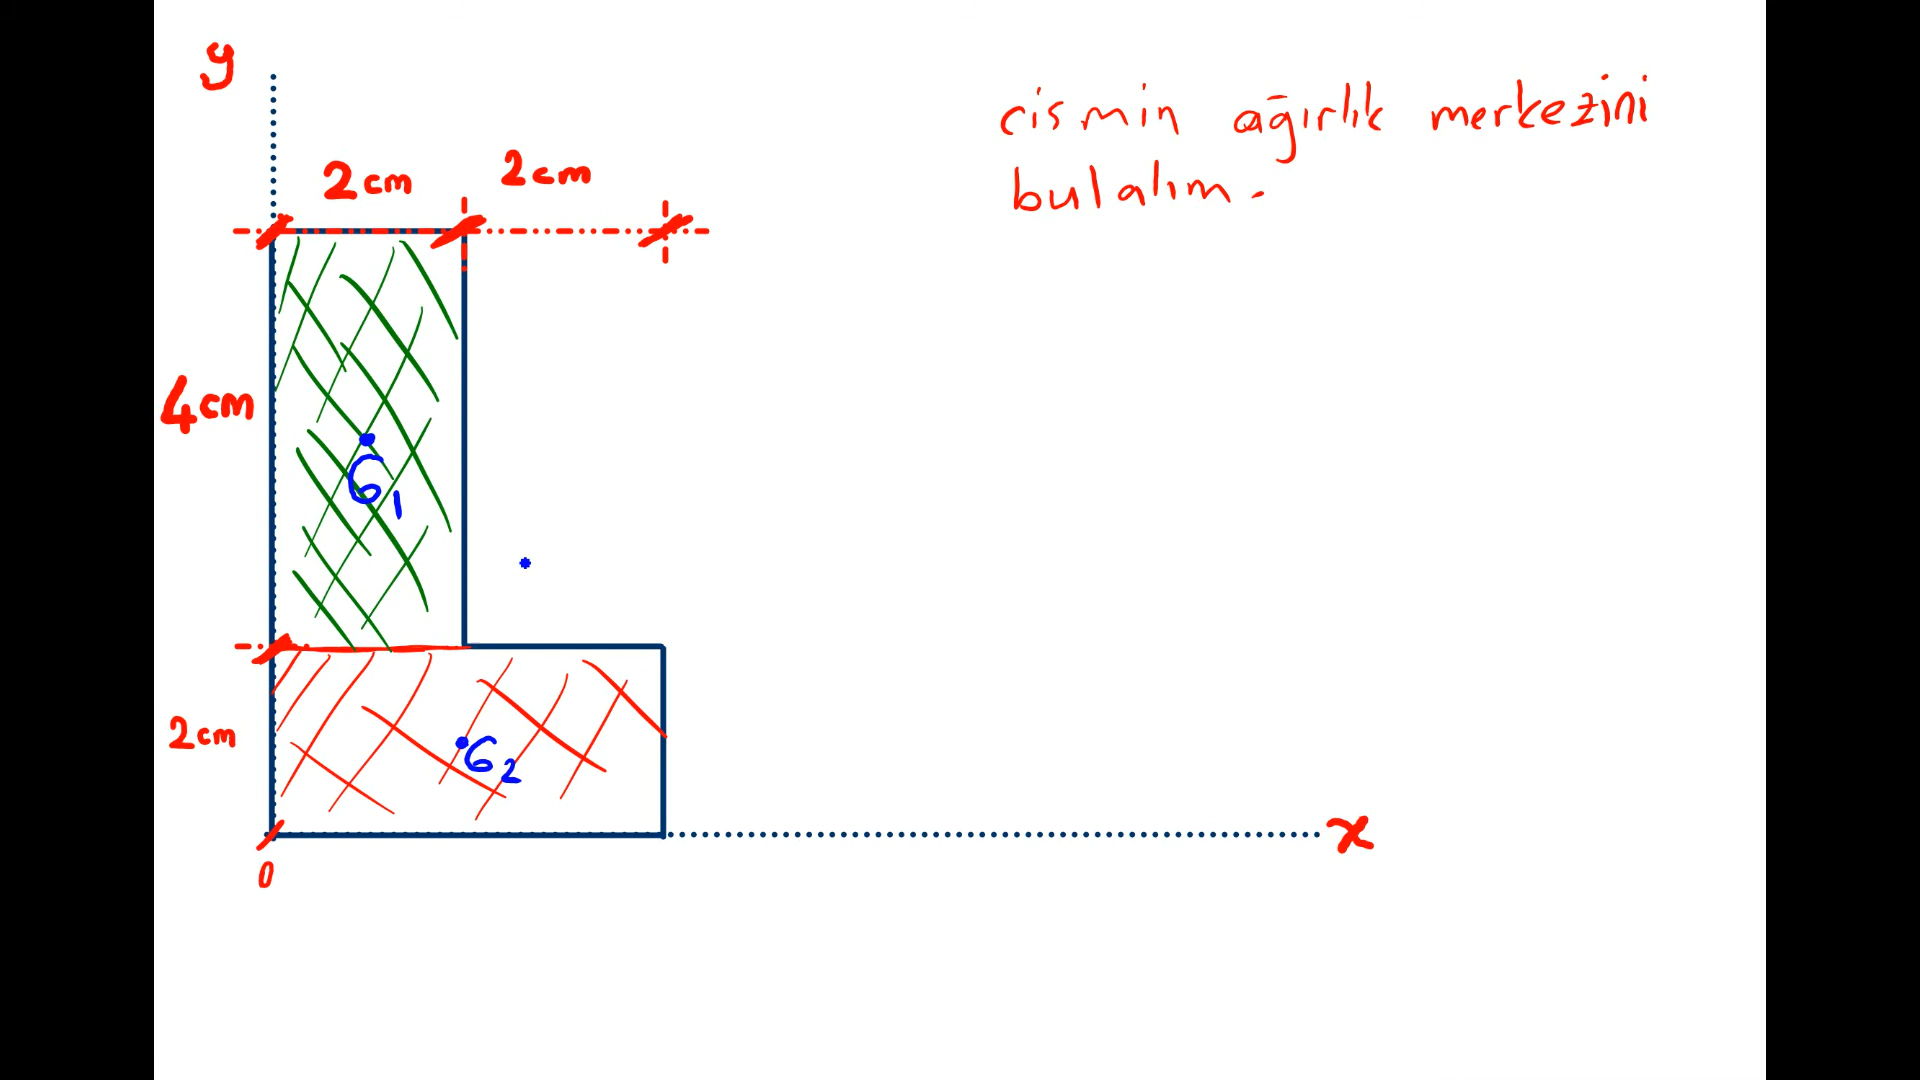 y
cismin ağırlık merkezini
bulalım.
2cm 2cm
4cm
G1
2cm
G2
x
0